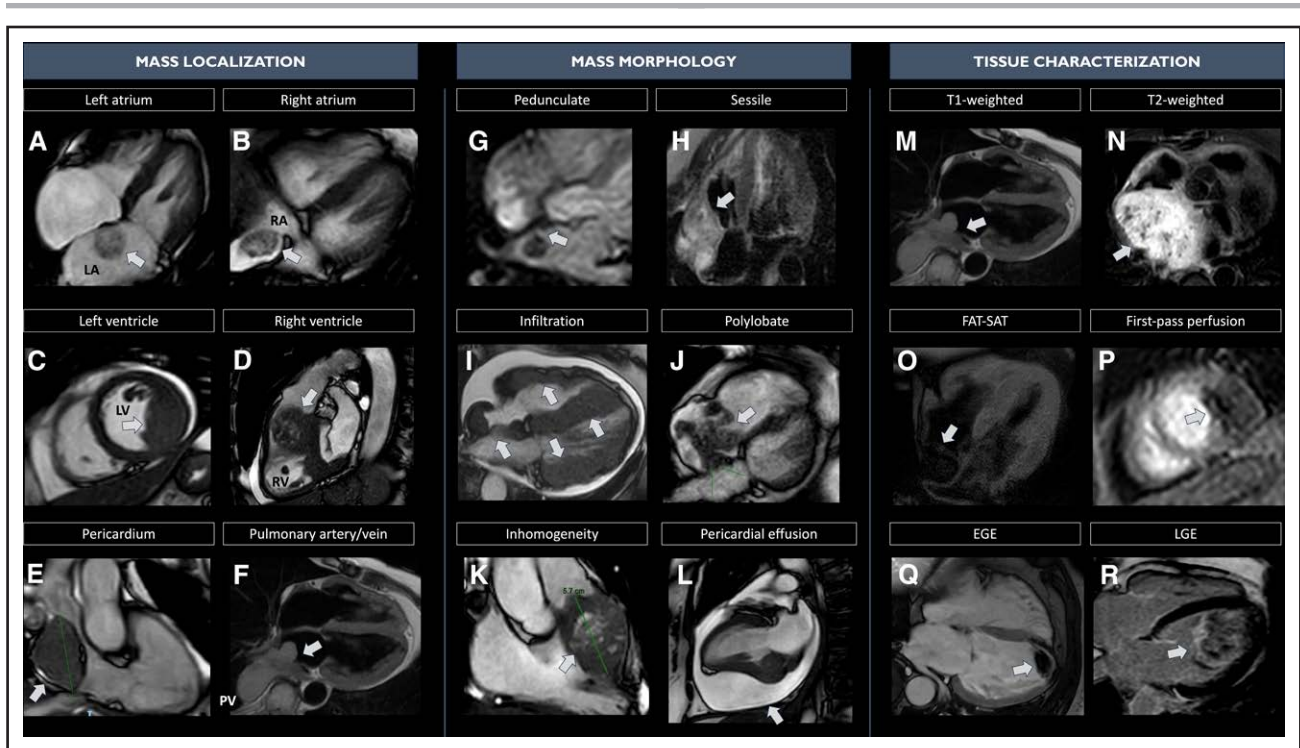 MASS LOCALIZATION
MASS MORPHOLOGY
TISSUE CHARACTERIZATION
Left atrium
Right atrium
Pedunculate
Sessile
T1-weighted
T2-weighted
A
B
G
H
M
N
LA
RA
Left ventricle
Right ventricle
Infiltration
Polylobate
FAT-SAT
First-pass perfusion
C
D
I
J
O
P
LV
RV
Pericardium
Pulmonary artery/vein
Inhomogeneity
Pericardial effusion
EGE
LGE
E
F
K
L
Q
R
5.7 cm
PV